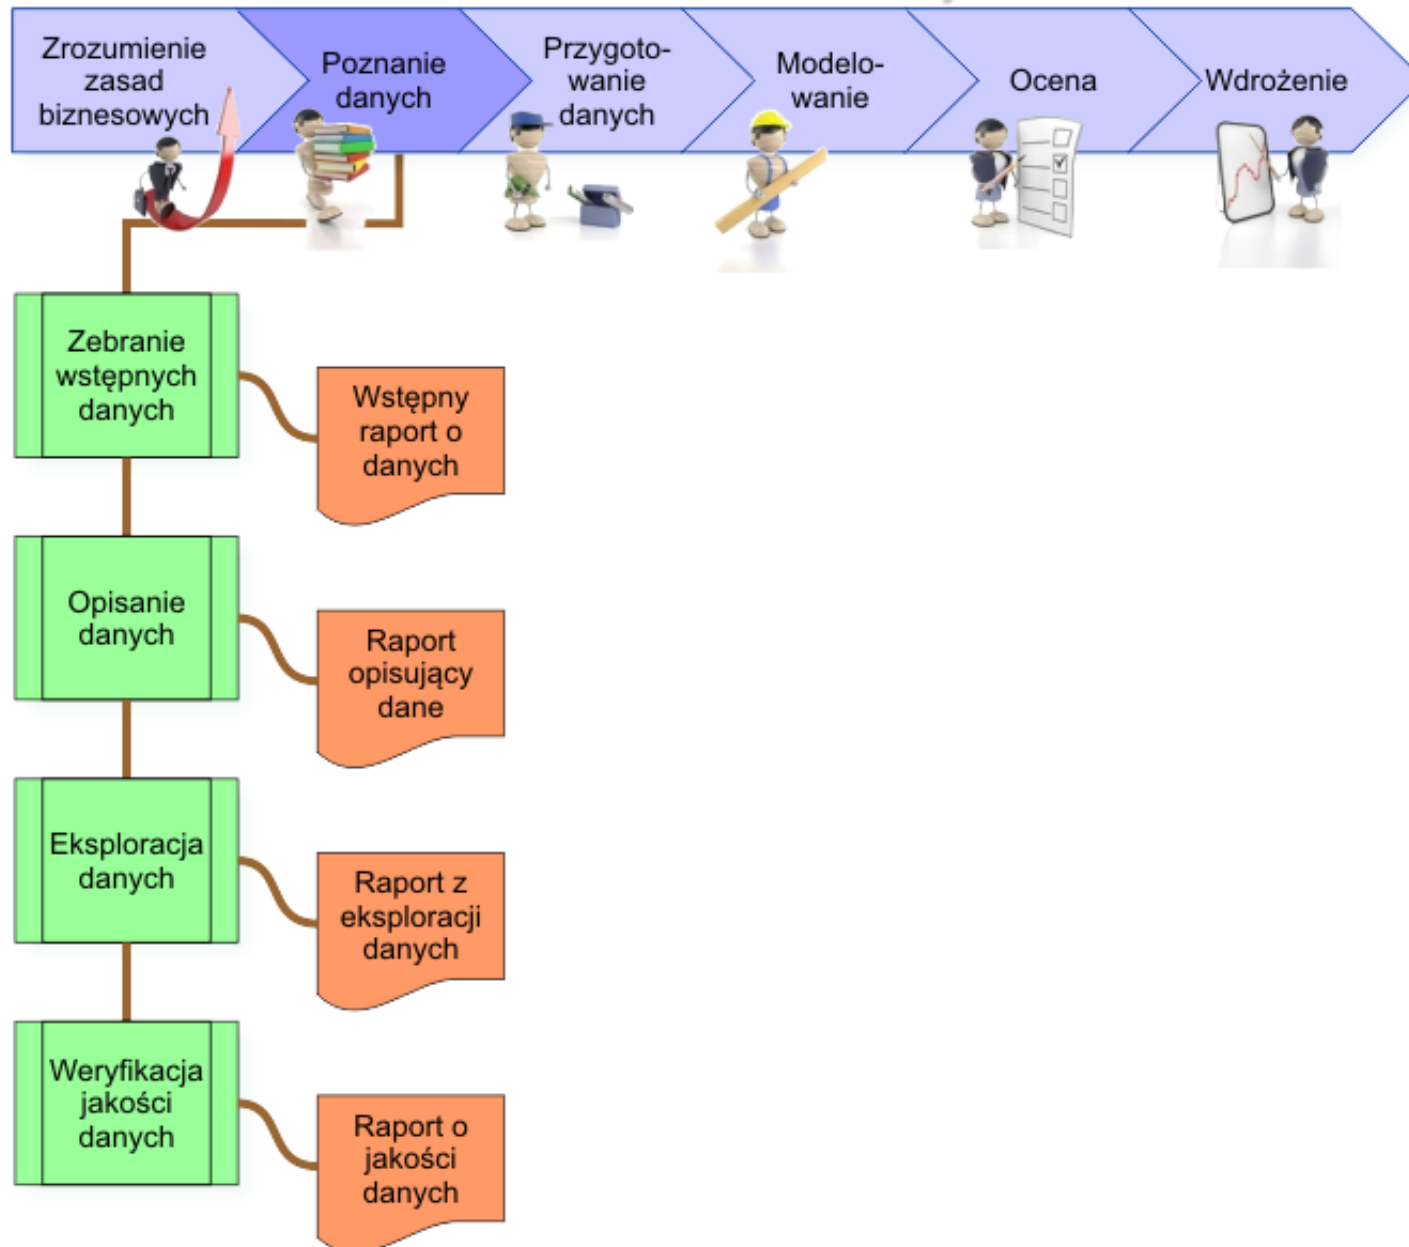 Zrozumienie
zasad
biznesowych
Poznanie
danych
Przygoto-
wanie
danych
Modelo-
wanie
Ocena
Wdrożenie
Zebranie
wstępnych
danych
Wstępny
raport o
danych
Opisanie
danych
Raport
opisujący
dane
Eksploracja
danych
Raport z
eksploracji
danych
Weryfikacja
jakości
danych
Raport o
jakości
danych